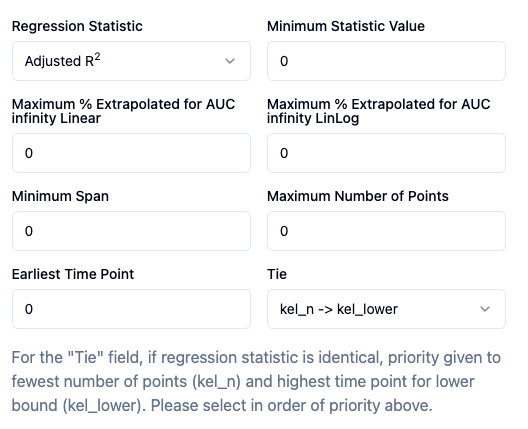 Regression Statistic
Minimum Statistic Value
Adjusted R²
0
Maximum % Extrapolated for AUC
infinity Linear
Maximum % Extrapolated for AUC
infinity LinLog
0
0
Minimum Span
Maximum Number of Points
0
0
Earliest Time Point
Tie
0
kel_n -> kel_lower
For the "Tie" field, if regression statistic is identical, priority given to
fewest number of points (kel_n) and highest time point for lower
bound (kel_lower). Please select in order of priority above.